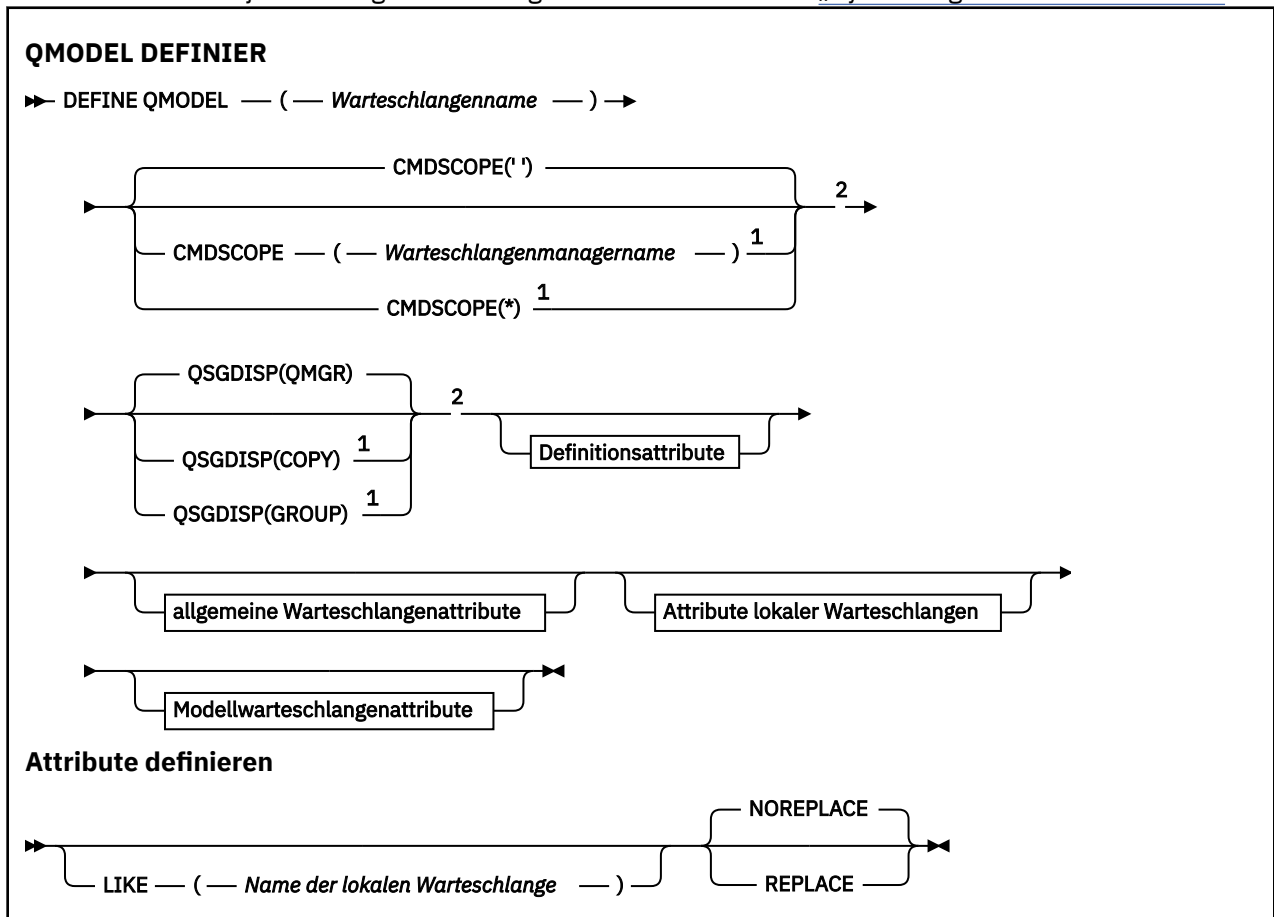 QMODEL DEFINIER
DEFINE QMODEL ( Warteschlangenname )
CMDSCOPE(' ')
2
CMDSCOPE ( Warteschlangenmanagername ) 1
CMDSCOPE(*) 1
QSGDISP(QMGR)
2
QSGDISP(COPY) 1
Definitionsattribute
QSGDISP(GROUP) 1
allgemeine Warteschlangenattribute
Attribute lokaler Warteschlangen
Modellwarteschlangenattribute
Attribute definieren
NOREPLACE
LIKE ( Name der lokalen Warteschlange )
REPLACE